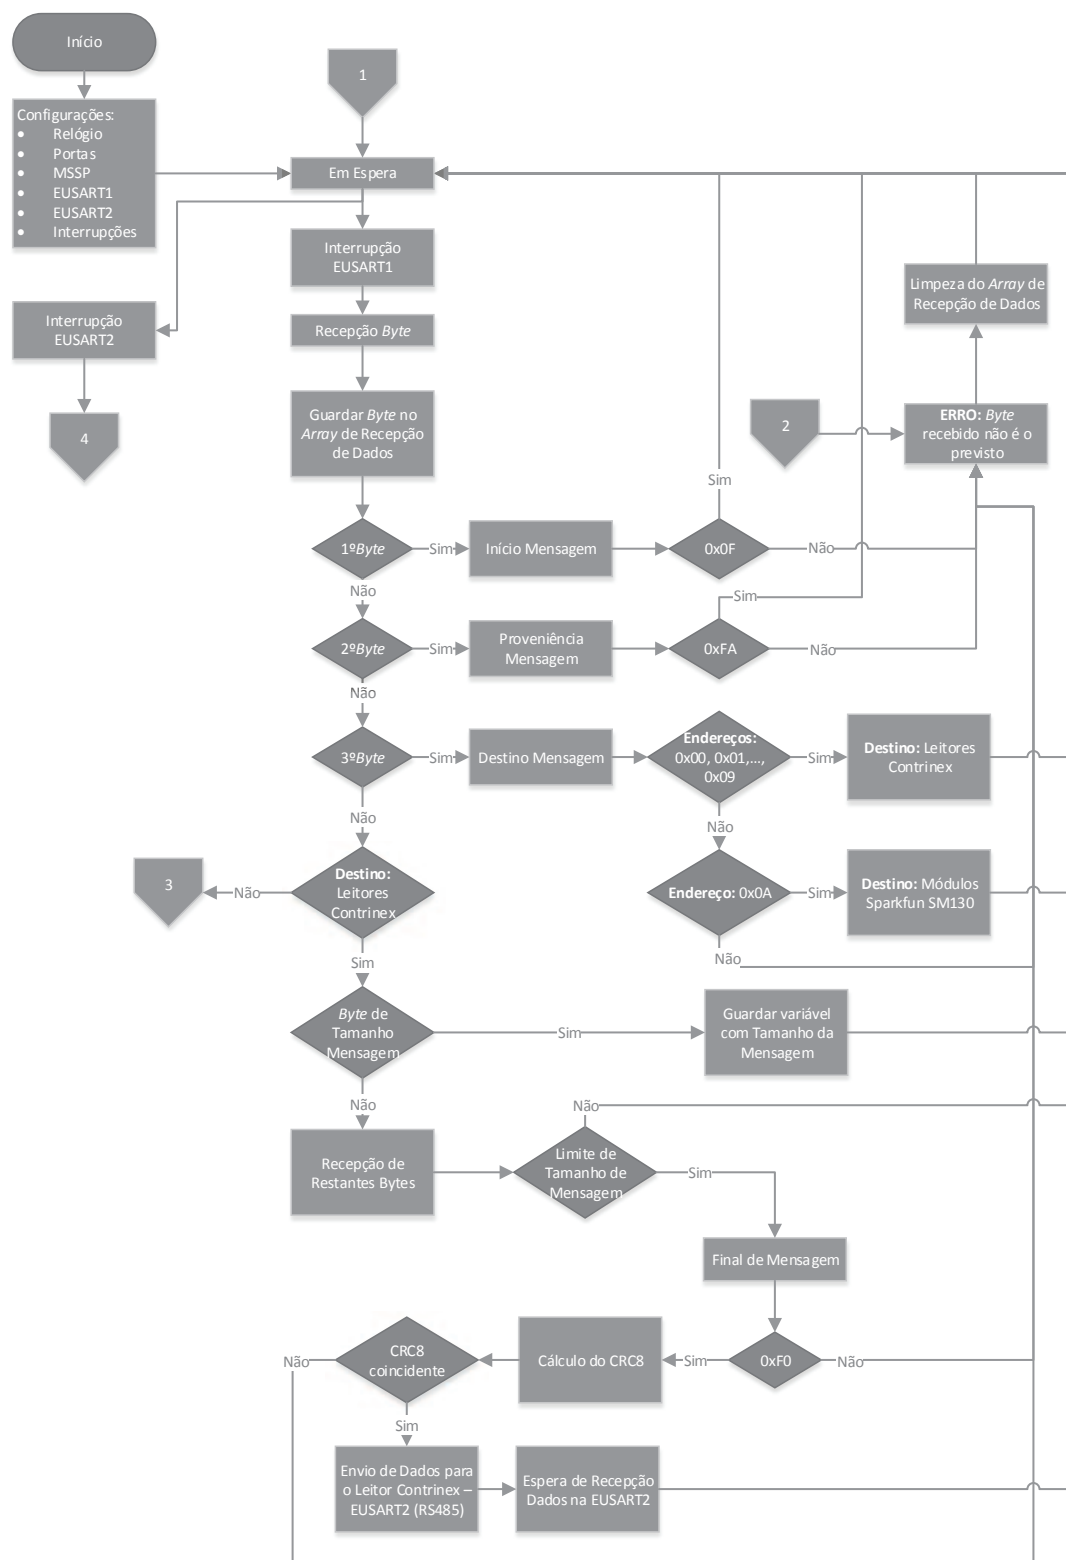 Início
1
Configurações:
• Relógio
• Portas
• MSSP
• EUSART1
• EUSART2
• Interrupções
Em Espera
Interrupção
EUSART1
Limpeza do Array de
Recepção de Dados
Interrupção
EUSART2
Recepção Byte
4
Guardar Byte no
Array de Recepção
de Dados
2
ERRO: Byte
recebido não é o
previsto
Sim
1ºByte
Sim
Início Mensagem
0x0F
Não
Não
Sim
2ºByte
Sim
Proveniência
Mensagem
0xFA
Não
Não
3ºByte
Sim
Destino Mensagem
Endereços:
0x00, 0x01,...,
0x09
Sim
Destino: Leitores
Contrinex
Não
Não
3
Não
Destino:
Leitores
Contrinex
Endereço: 0x0A
Sim
Destino: Módulos
Sparkfun SM130
Sim
Não
Byte de
Tamanho
Mensagem
Sim
Guardar variável
com Tamanho da
Mensagem
Não
Não
Recepção de
Restantes Bytes
Limite de
Tamanho de
Mensagem
Sim
Final de Mensagem
Não
CRC8
coincidente
Cálculo do CRC8
Sim
0xF0
Não
Sim
Envio de Dados para
o Leitor Contrinex –
EUSART2 (RS485)
Espera de Recepção
Dados na EUSART2